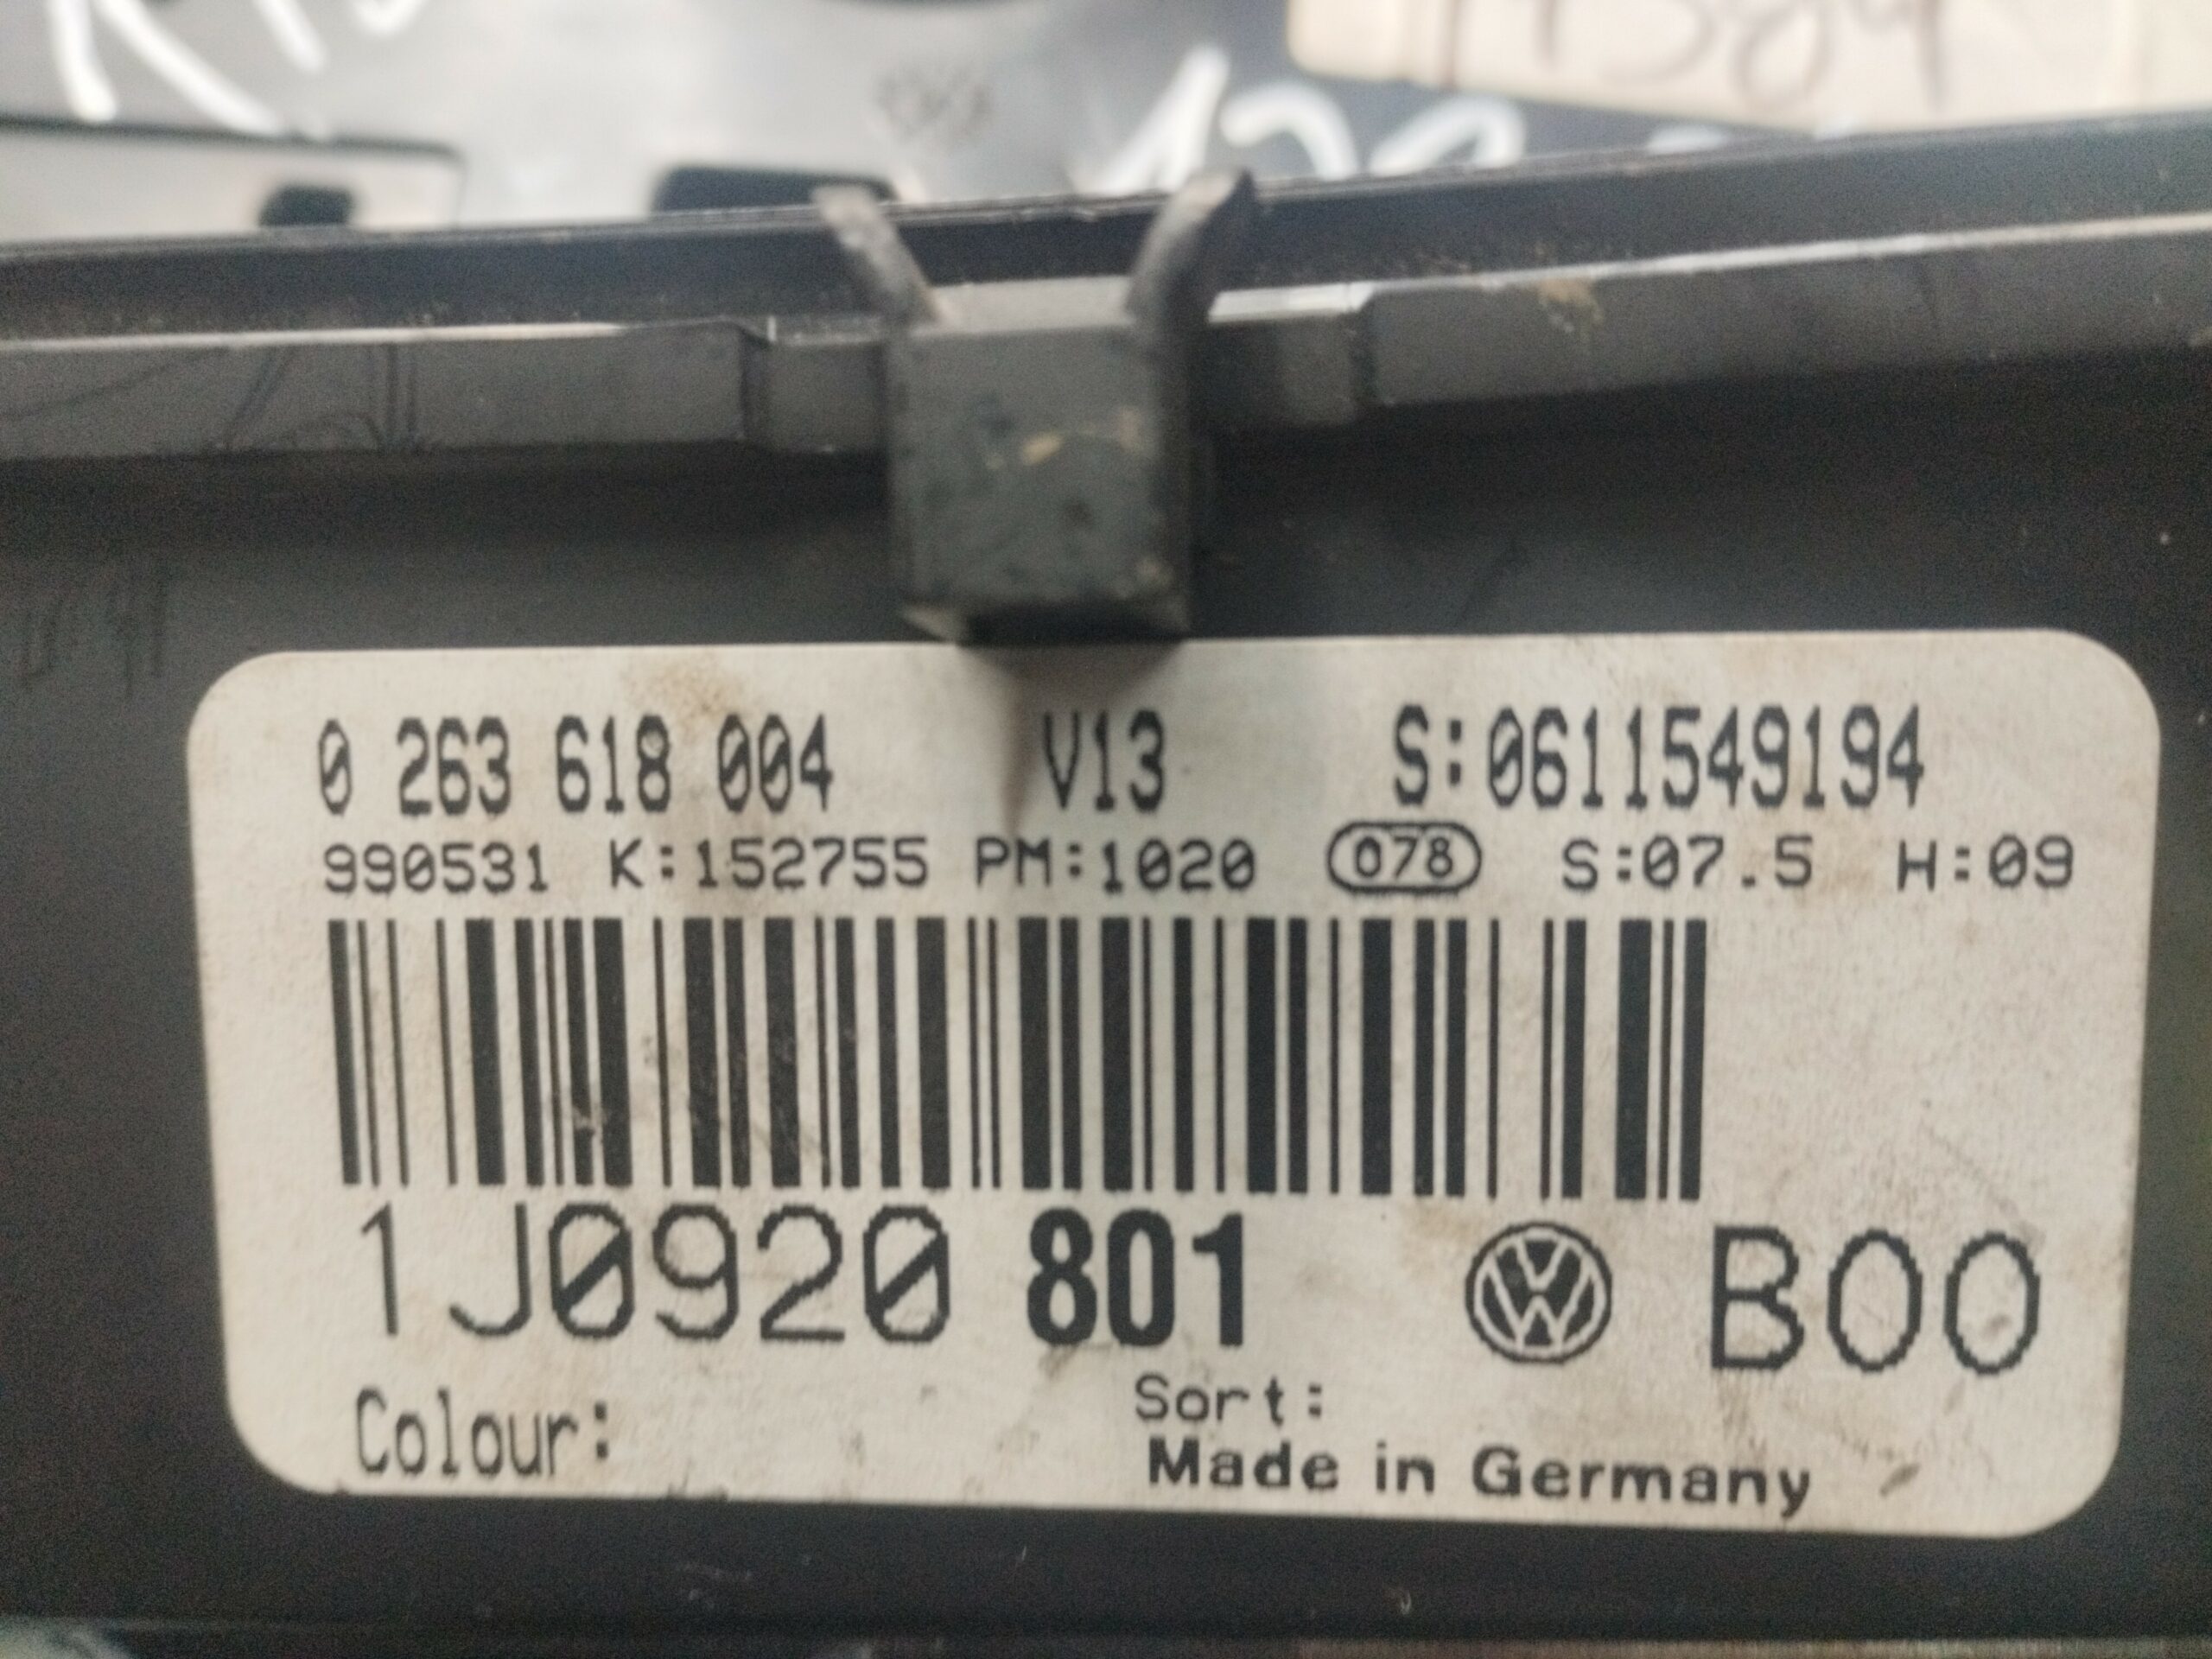 0 263 618 004 V13 S:0611549194
990531 K:152755 PM:1020 078 S:07.5 H:09
1J0920 801 VW B00
Colour: Sort:
Made in Germany